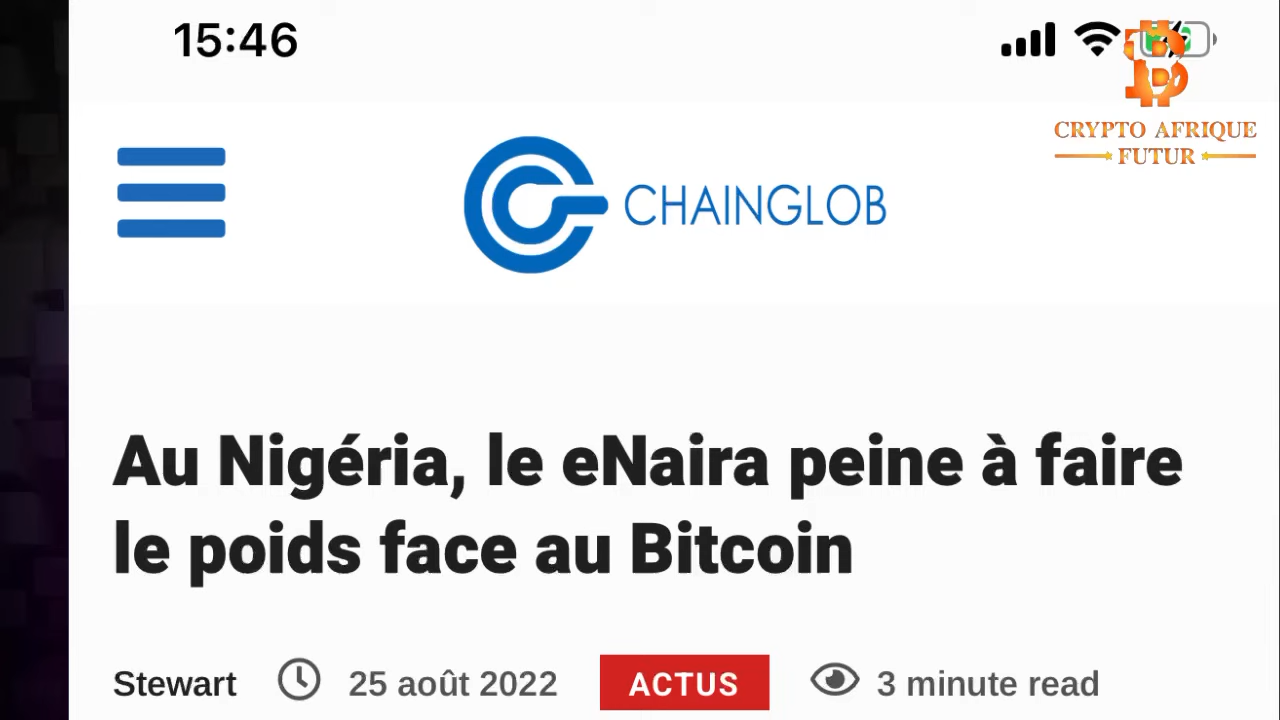 15:46
CRYPTO AFRIQUE
FUTUR
CHAINGLOB
Au Nigéria, le eNaira peine à faire
le poids face au Bitcoin
Stewart 25 août 2022 ACTUS 3 minute read